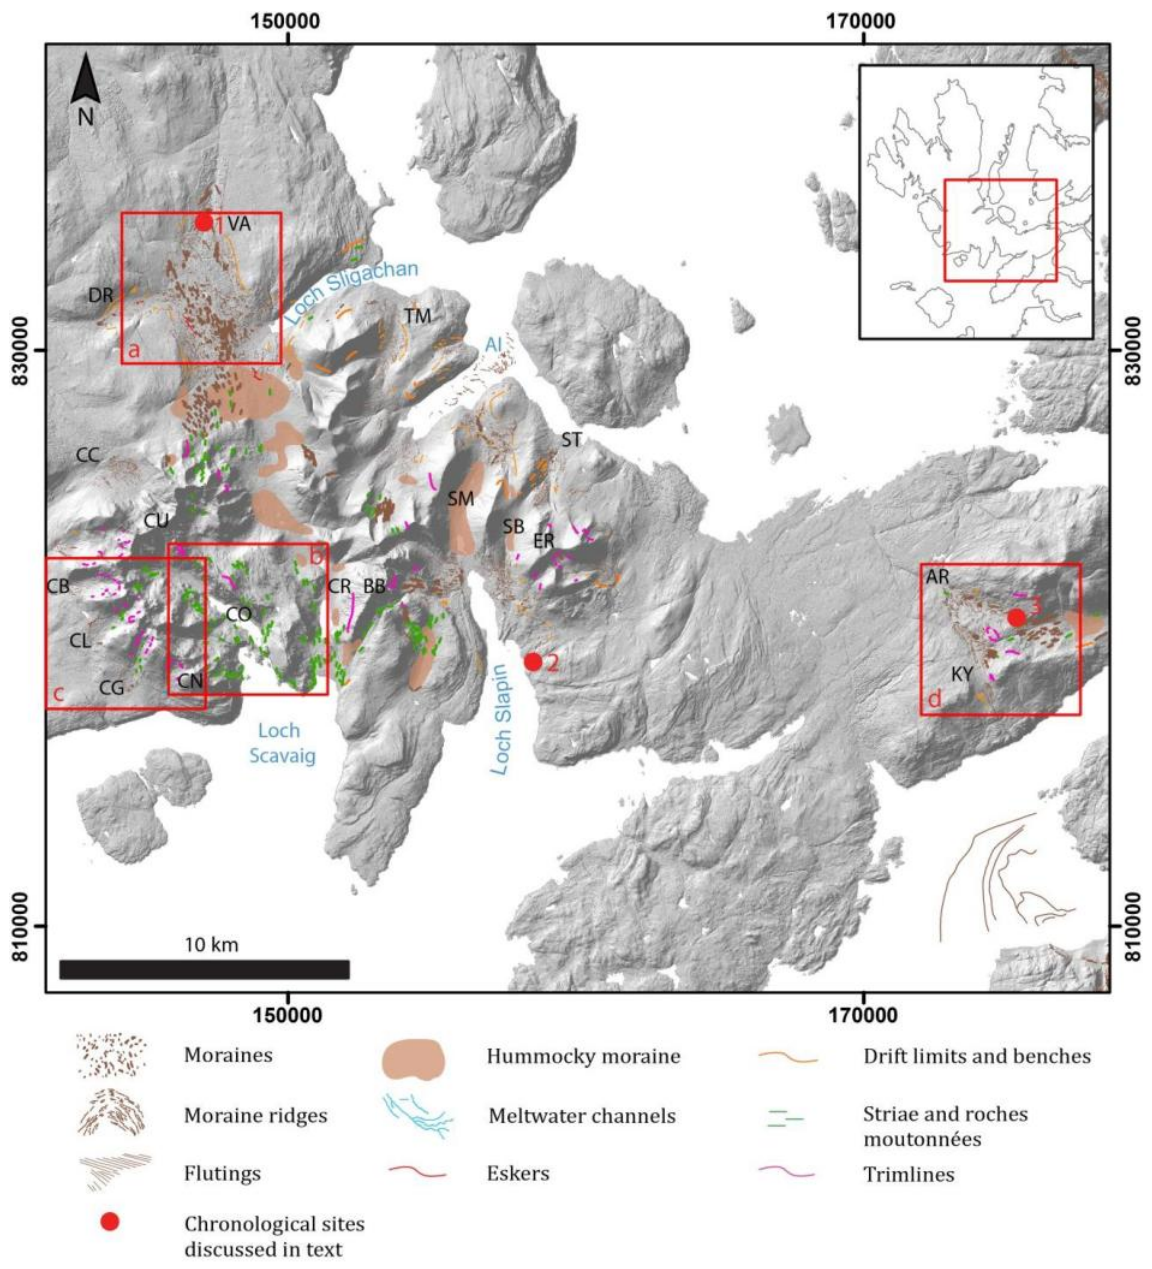 150000
170000
N
1
VA
DR
Loch Sligachan
TM
830000
a
AI
830000
CC
ST
SM
CU
SB
ER
b
CB
CR
BB
AR
CO
3
CL
2
KY
CG
CN
c
d
Loch
Scavaig
Loch Slapin
810000
810000
10 km
150000
170000
Moraines
Hummocky moraine
Drift limits and benches
Moraine ridges
Meltwater channels
Striae and roches
moutonnées
Flutings
Eskers
Trimlines
Chronological sites
discussed in text